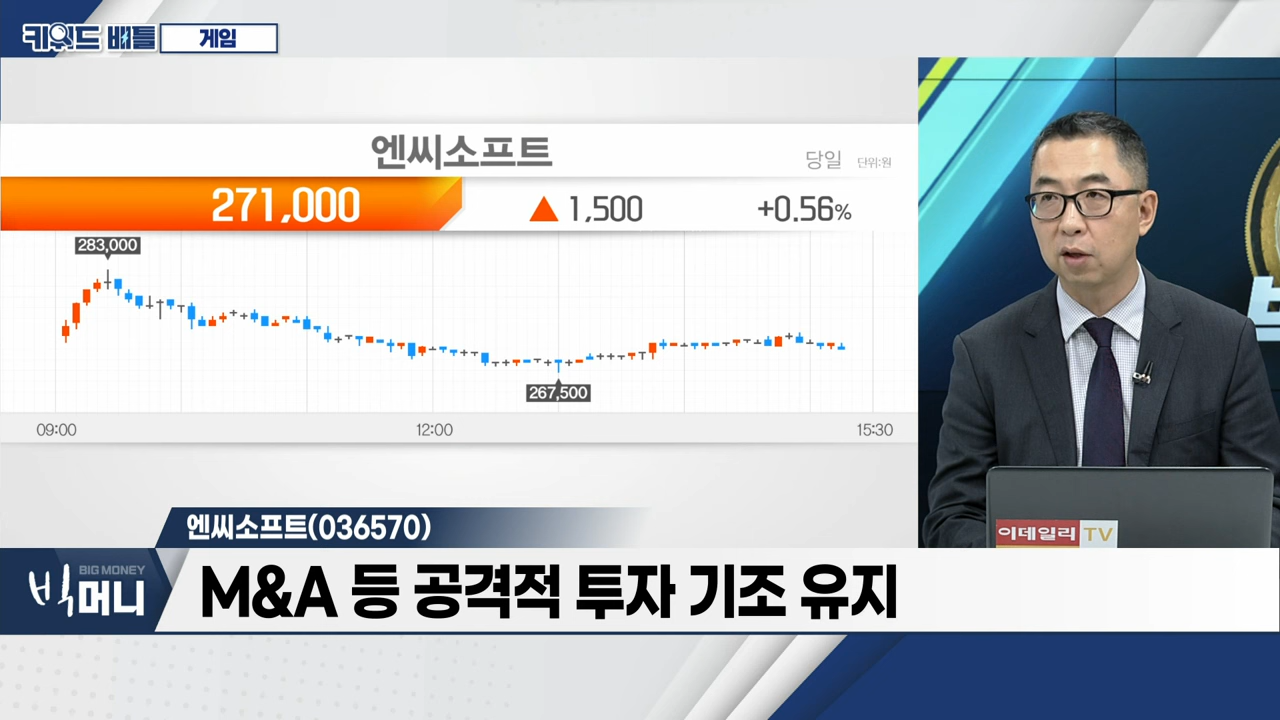 키워드 배틀 게임
엔씨소프트
당일 단위:원
271,000 ▲ 1,500 +0.56%
283,000
267,500
09:00 12:00 15:30
이데일리 TV
엔씨소프트(036570)
BIG MONEY
빅머니
M&A 등 공격적 투자 기조 유지